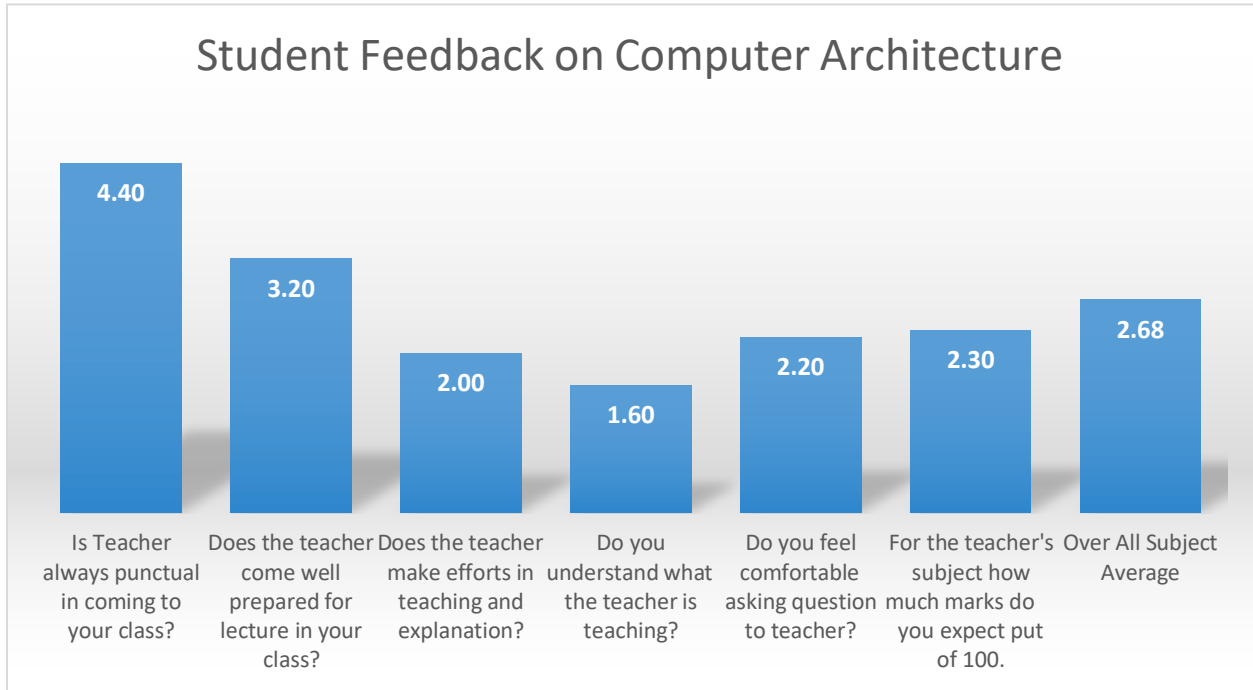 Student Feedback on Computer Architecture
4.40
3.20
2.00
1.60
2.20
2.30
2.68
Is Teacher
always punctual
in coming to
your class?
Does the teacher
come well
prepared for
lecture in your
class?
Does the teacher
make efforts in
teaching and
explanation?
Do you
understand what
the teacher is
teaching?
Do you feel
comfortable
asking question
to teacher?
For the teacher's
subject how
much marks do
you expect put
of 100.
Over All Subject
Average